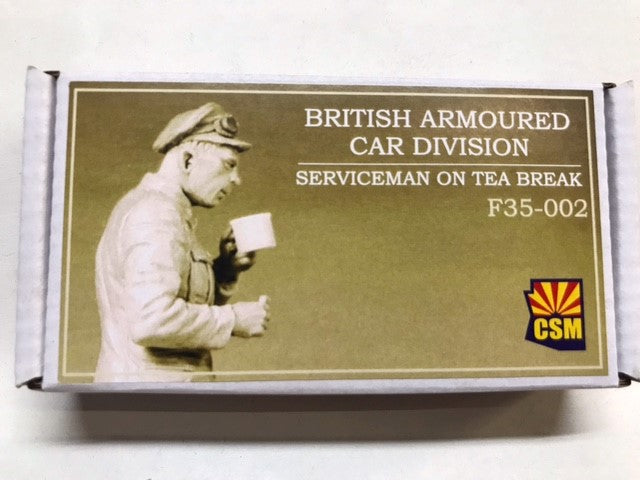 BRITISH ARMOURED
CAR DIVISION
SERVICEMAN ON TEA BREAK
F35-002
CSM